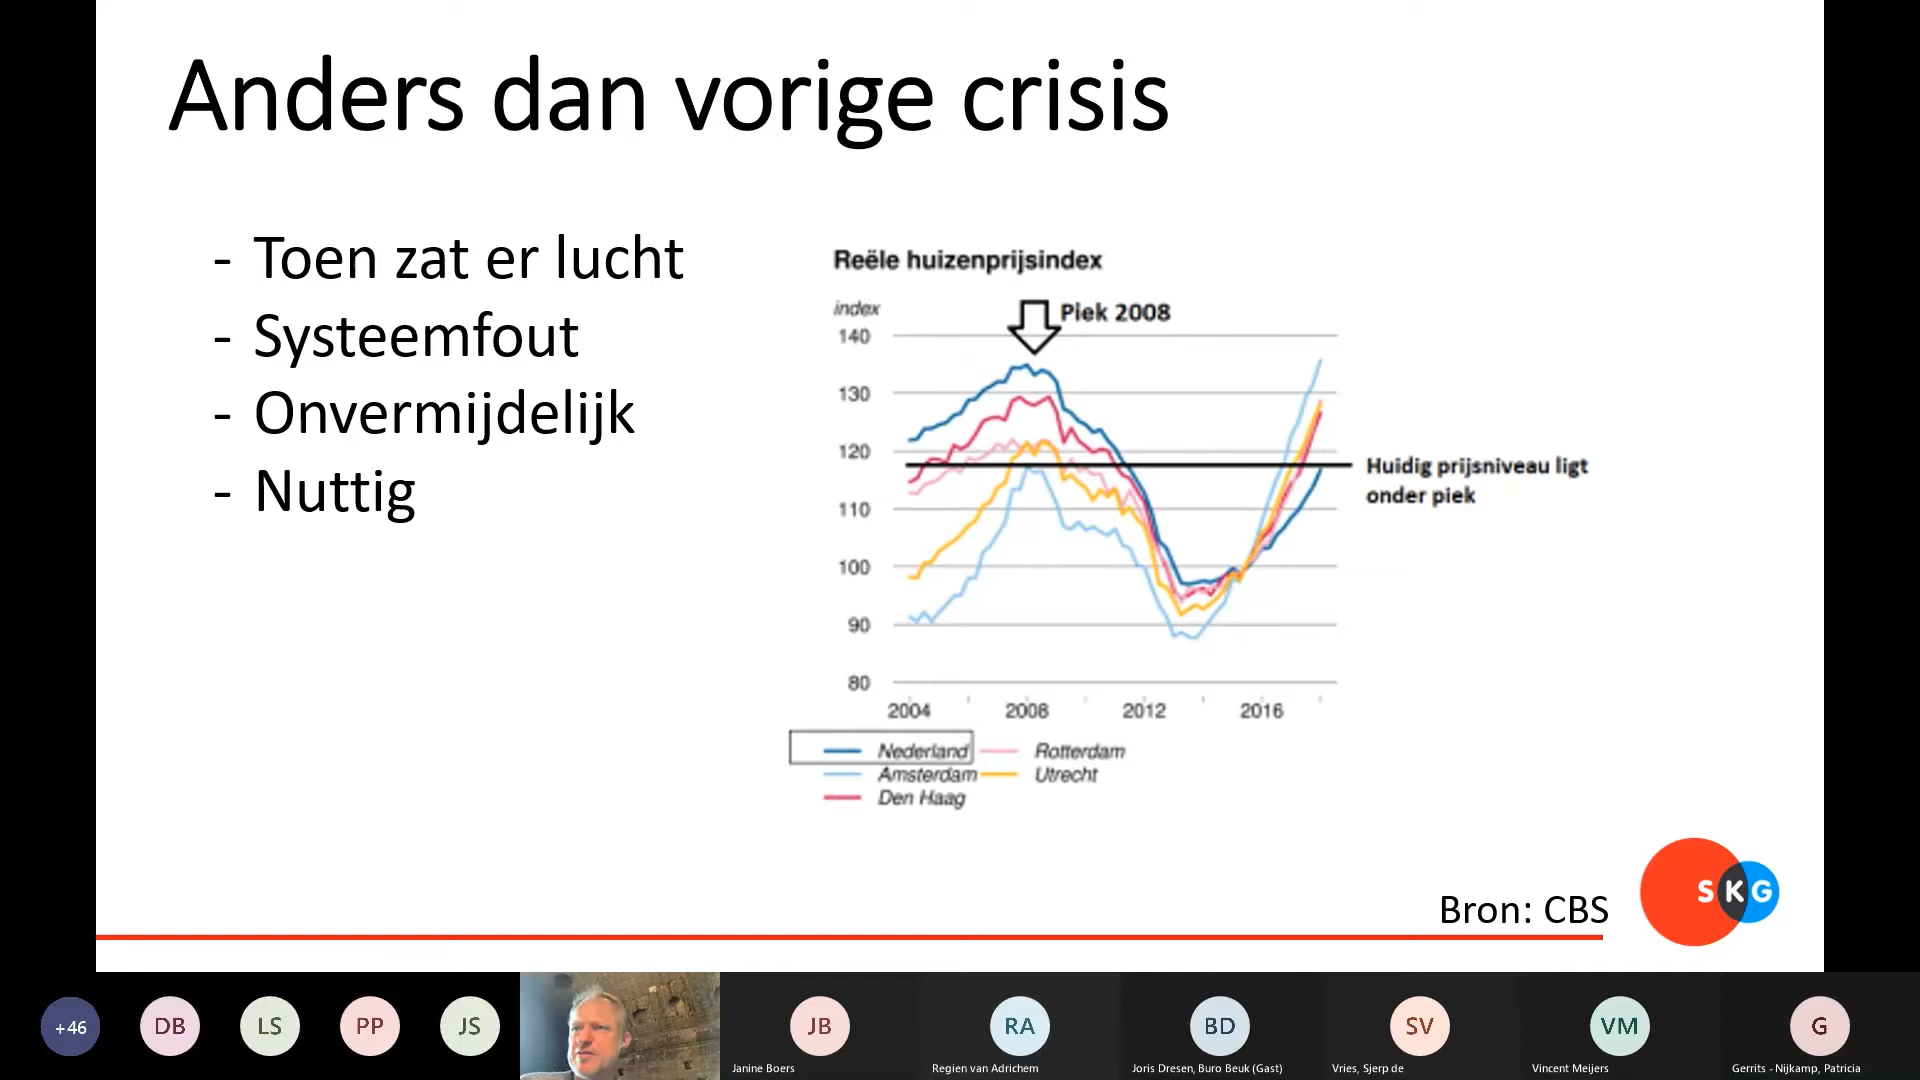 Anders dan vorige crisis
- Toen zat er lucht
- Systeemfout
- Onvermijdelijk
- Nuttig
Reële huizenprijsindex
index
Piek 2008
140
130
120
110
100
90
80
Huidig prijsniveau ligt
onder piek
2004 2008 2012 2016
Nederland Rotterdam
Amsterdam Utrecht
Den Haag
Bron: CBS
SKG
+46 DB LS PP JS JB RA BD SV VM G
Janine Boers Regien van Adrichem Joris Dresen, Buro Beuk (Gast) Vries, Sjerp de Vincent Meijers Gerrits - Nijkamp, Patricia